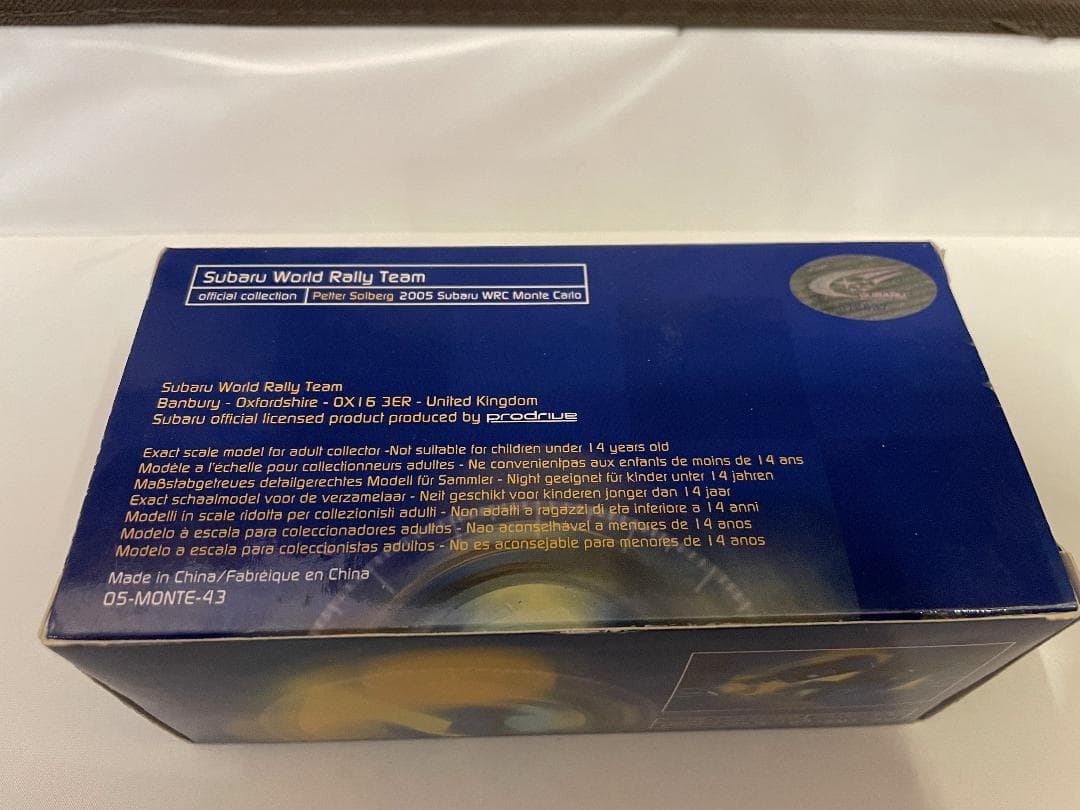 Subaru World Rally Team
official collection Petter Solberg 2005 Subaru WRC Monte Carlo
SUBARU
Subaru World Rally Team
Banbury - Oxfordshire - OX16 3ER - United Kingdom
Subaru official licensed product produced by prodrive
Exact scale model for adult collector -Not suitable for children under 14 years old
Modèle a l'échelle pour collectionneurs adultes - Ne convenientpas aux enfants de moins de 14 ans
Maßstabgetreues detailgerechtes Modell für Sammler - Night geeignet für kinder unter 14 jahren
Exact schaalmodel voor de verzamelaar - Neit geschikt voor kinderen jonger dan 14 jaar
Modelli in scale ridotta per collezionisti adulti - Non adatti a ragazzi di eta inferiore a 14 anni
Modelo à escala para coleccionadores adultos - Nao aconselhável a menores de 14 anos
Modelo a escala para coleccionistas adultos - No es aconsejable para menores de 14 anos
Made in China/Fabréique en China
05-MONTE-43